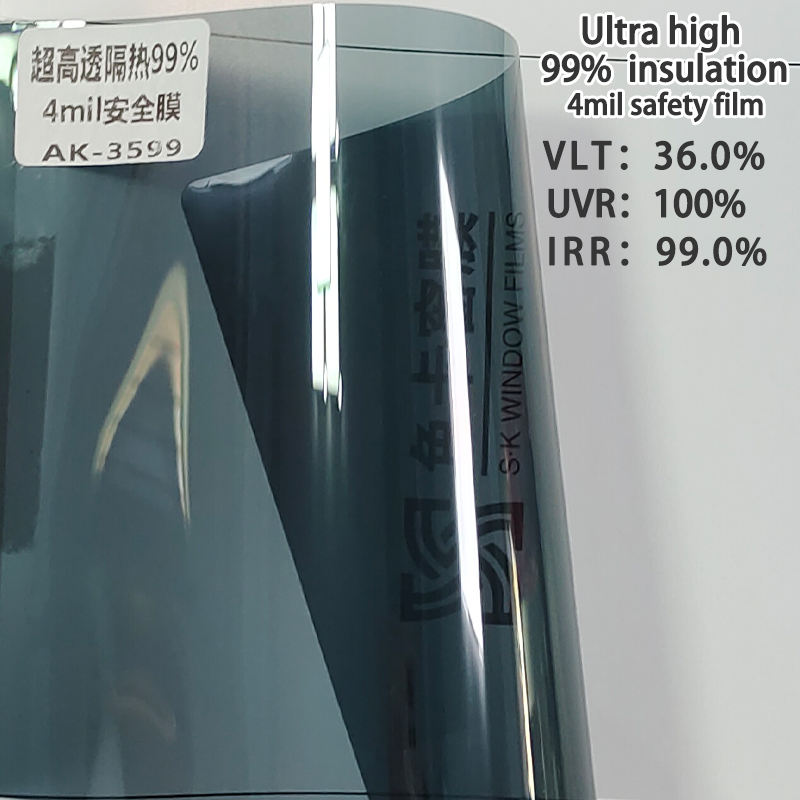 超高透隔热99%
4mil安全膜
AK-3599
Ultra high
99% insulation
4mil safety film
VLT: 36.0%
UVR: 100%
IRR: 99.0%
S·K WINDOW FILMS